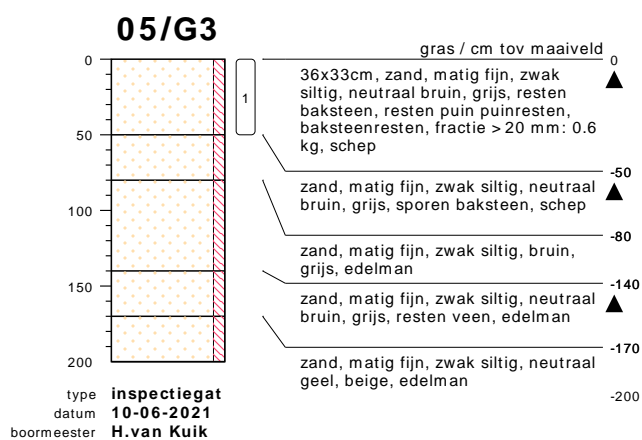 05/G3
gras / cm tov maaiveld
0
0
36x33cm, zand, matig fijn, zwak
siltig, neutraal bruin, grijs, resten
baksteen, resten puin puinresten,
baksteenresten, fractie > 20 mm: 0.6
kg, schep
1
50
-50
zand, matig fijn, zwak siltig, neutraal
bruin, grijs, sporen baksteen, schep
100
-80
zand, matig fijn, zwak siltig, bruin,
grijs, edelman
-140
150
zand, matig fijn, zwak siltig, neutraal
bruin, grijs, resten veen, edelman
-170
200
zand, matig fijn, zwak siltig, neutraal
geel, beige, edelman
-200
type inspectiegat
datum 10-06-2021
boormeester H.van Kuik